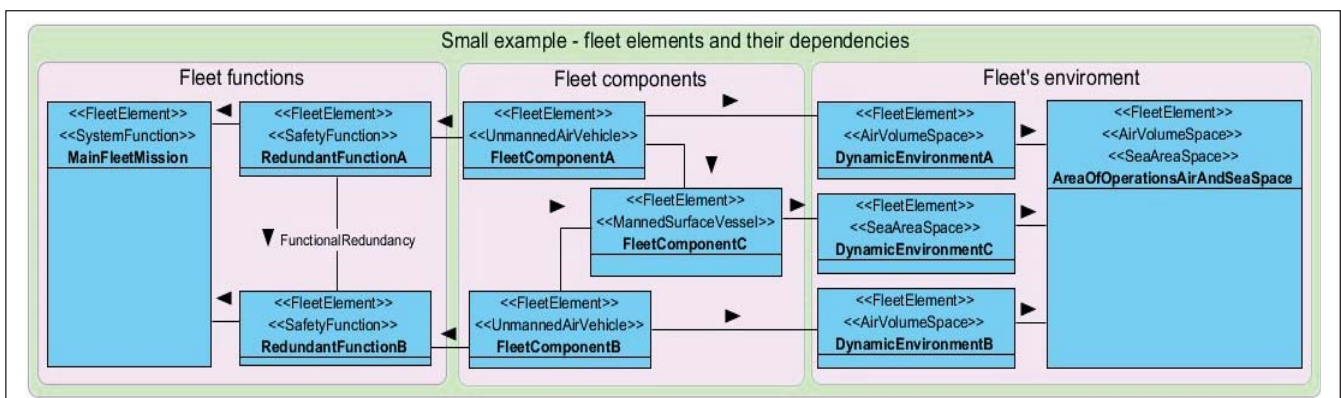 Small example - fleet elements and their dependencies
Fleet functions
<<FleetElement>>
<<SystemFunction>>
MainFleetMission
<<FleetElement>>
<<SafetyFunction>>
RedundantFunctionA
FunctionalRedundancy
<<FleetElement>>
<<SafetyFunction>>
RedundantFunctionB
Fleet components
<<FleetElement>>
<<UnmannedAirVehicle>>
FleetComponentA
<<FleetElement>>
<<MannedSurfaceVessel>>
FleetComponentC
<<FleetElement>>
<<UnmannedAirVehicle>>
FleetComponentB
Fleet's enviroment
<<FleetElement>>
<<AirVolumeSpace>>
DynamicEnvironmentA
<<FleetElement>>
<<SeaAreaSpace>>
DynamicEnvironmentC
<<FleetElement>>
<<AirVolumeSpace>>
DynamicEnvironmentB
<<FleetElement>>
<<AirVolumeSpace>>
<<SeaAreaSpace>>
AreaOfOperationsAirAndSeaSpace